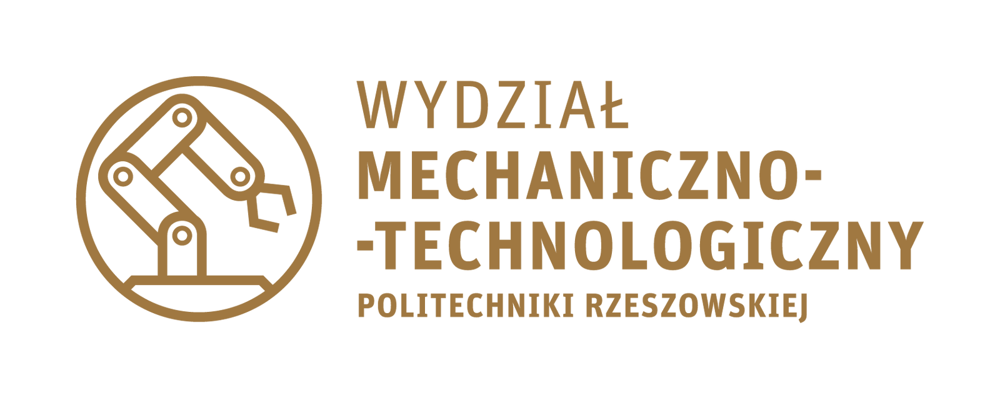 WYDZIAŁ
MECHANICZNO-
-TECHNOLOGICZNY
POLITECHNIKI RZESZOWSKIEJ